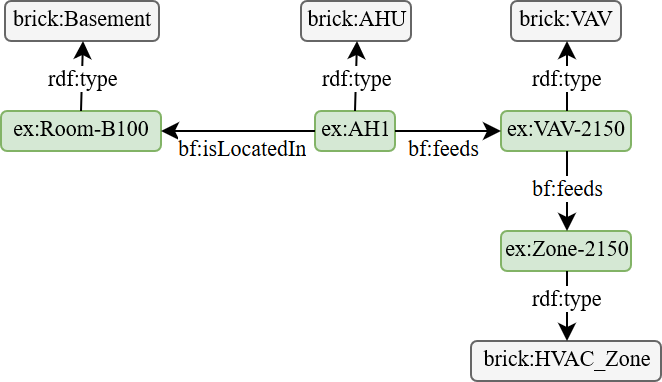 brick:Basement
brick:AHU
brick:VAV
rdf:type
rdf:type
rdf:type
ex:Room-B100
ex:AH1
ex:VAV-2150
bf:isLocatedIn
bf:feeds
bf:feeds
ex:Zone-2150
rdf:type
brick:HVAC_Zone